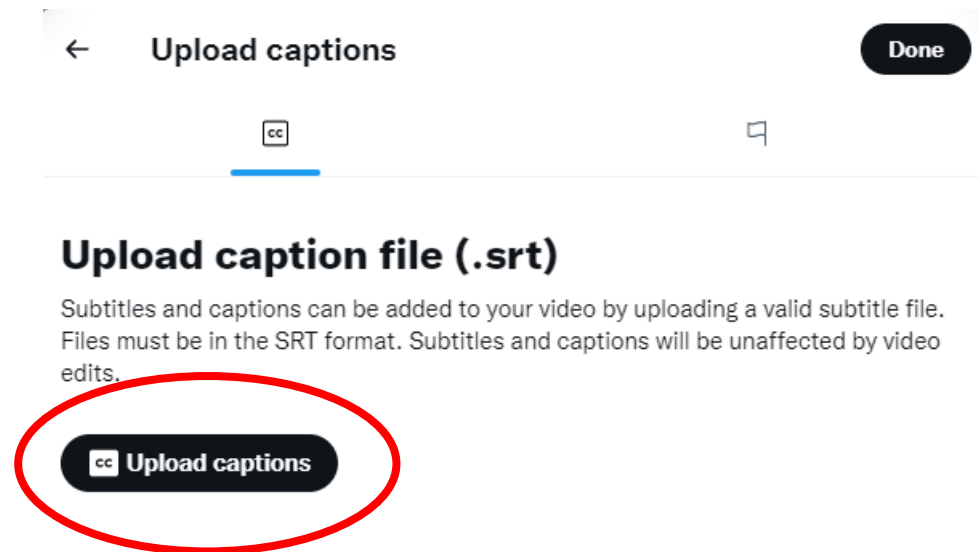 ← Upload captions Done
CC
Upload caption file (.srt)
Subtitles and captions can be added to your video by uploading a valid subtitle file.
Files must be in the SRT format. Subtitles and captions will be unaffected by video
edits.
CC Upload captions